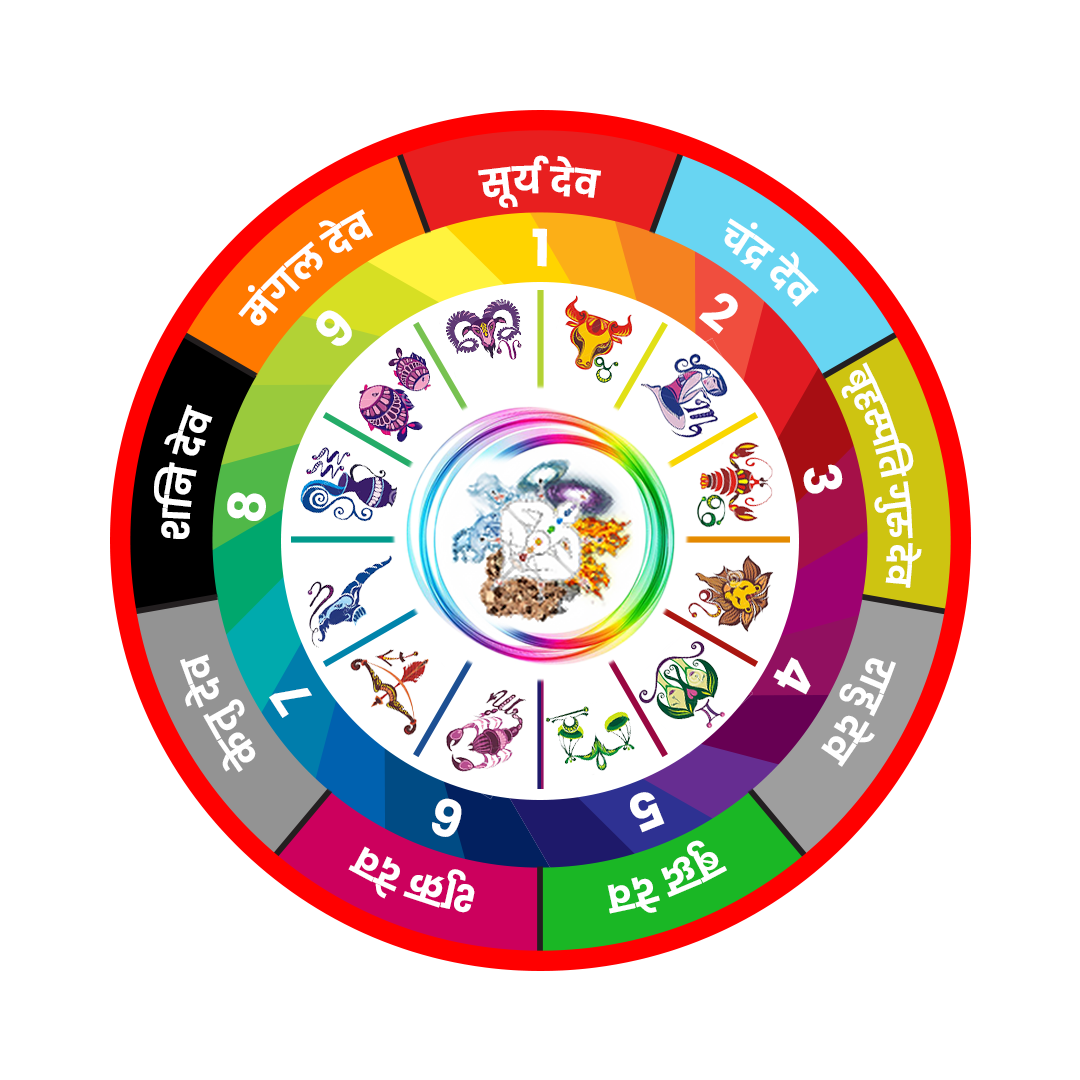 सूर्य देव
चंद्र देव
बृहस्पति गुरु देव
राहु देव
बुद्ध देव
शुक्र देव
केतु देव
शनि देव
मंगल देव
1
2
3
4
5
6
7
8
9